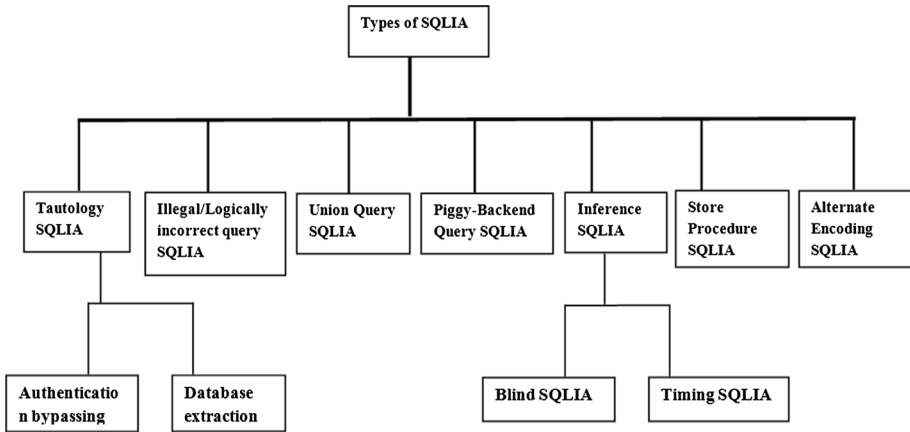 Types of SQLIA
Tautology
SQLIA
Illegal/Logically
incorrect query
SQLIA
Union Query
SQLIA
Piggy-Backend
Query SQLIA
Inference
SQLIA
Store
Procedure
SQLIA
Alternate
Encoding
SQLIA
Authenticatio
n bypassing
Database
extraction
Blind SQLIA
Timing SQLIA